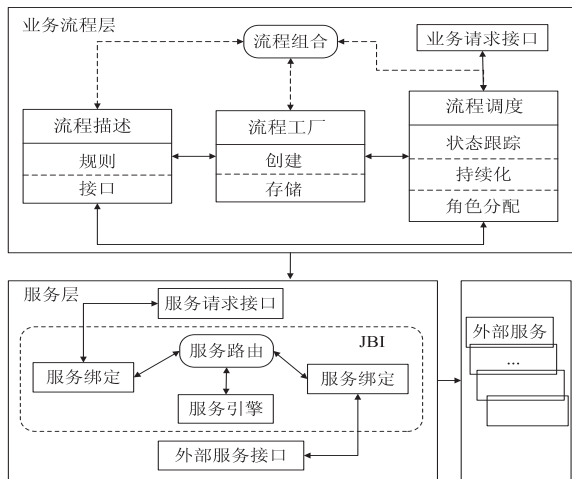 业务流程层
流程组合
业务请求接口
流程描述
规则
接口
流程工厂
创建
存储
流程调度
状态跟踪
持续化
角色分配
服务层
服务请求接口
JBI
服务路由
服务绑定
服务绑定
服务引擎
外部服务接口
外部服务
...